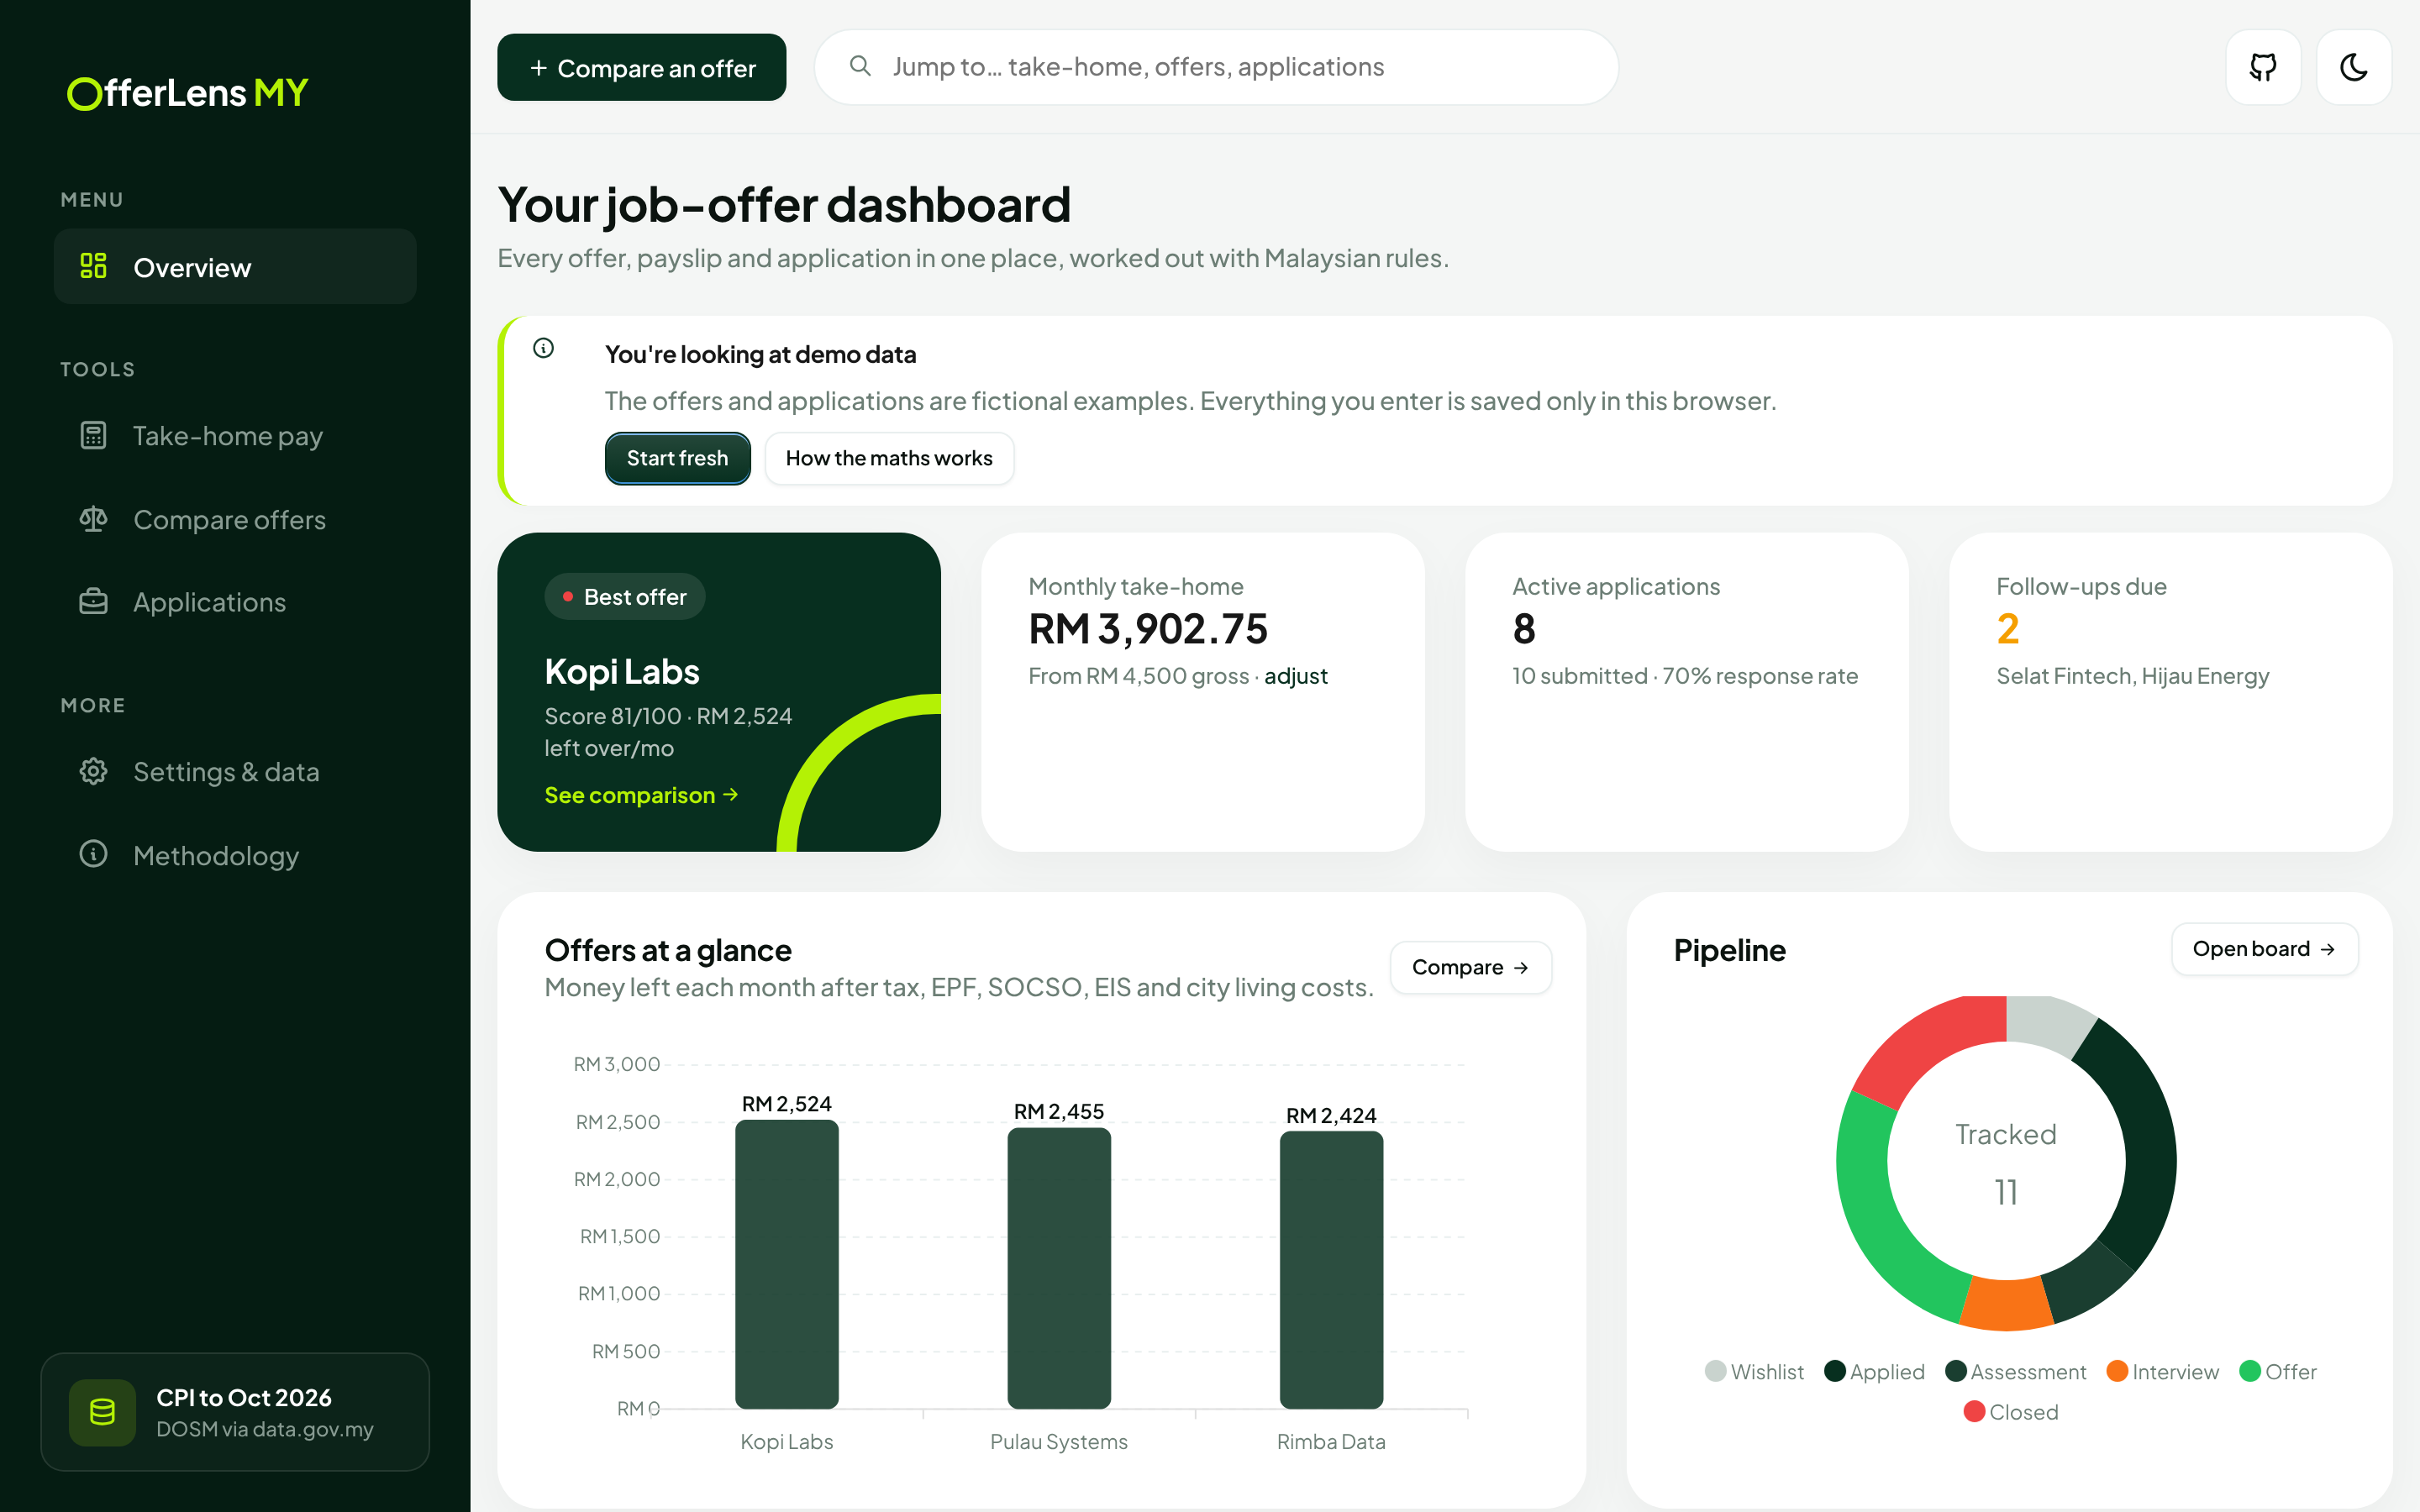 OfferLens MY
MENU
Overview
TOOLS
Take-home pay
Compare offers
Applications
MORE
Settings & data
Methodology
CPI to Oct 2026
DOSM via data.gov.my
+ Compare an offer
Jump to... take-home, offers, applications
Your job-offer dashboard
Every offer, payslip and application in one place, worked out with Malaysian rules.
You're looking at demo data
The offers and applications are fictional examples. Everything you enter is saved only in this browser.
Start fresh
How the maths works
Best offer
Kopi Labs
Score 81/100 · RM 2,524
left over/mo
See comparison →
Monthly take-home
RM 3,902.75
From RM 4,500 gross · adjust
Active applications
8
10 submitted · 70% response rate
Follow-ups due
2
Selat Fintech, Hijau Energy
Offers at a glance
Money left each month after tax, EPF, SOCSO, EIS and city living costs.
Compare →
RM 3,000
RM 2,500
RM 2,000
RM 1,500
RM 1,000
RM 500
RM 0
RM 2,524
RM 2,455
RM 2,424
Kopi Labs
Pulau Systems
Rimba Data
Pipeline
Open board →
Tracked
11
Wishlist
Applied
Assessment
Interview
Offer
Closed